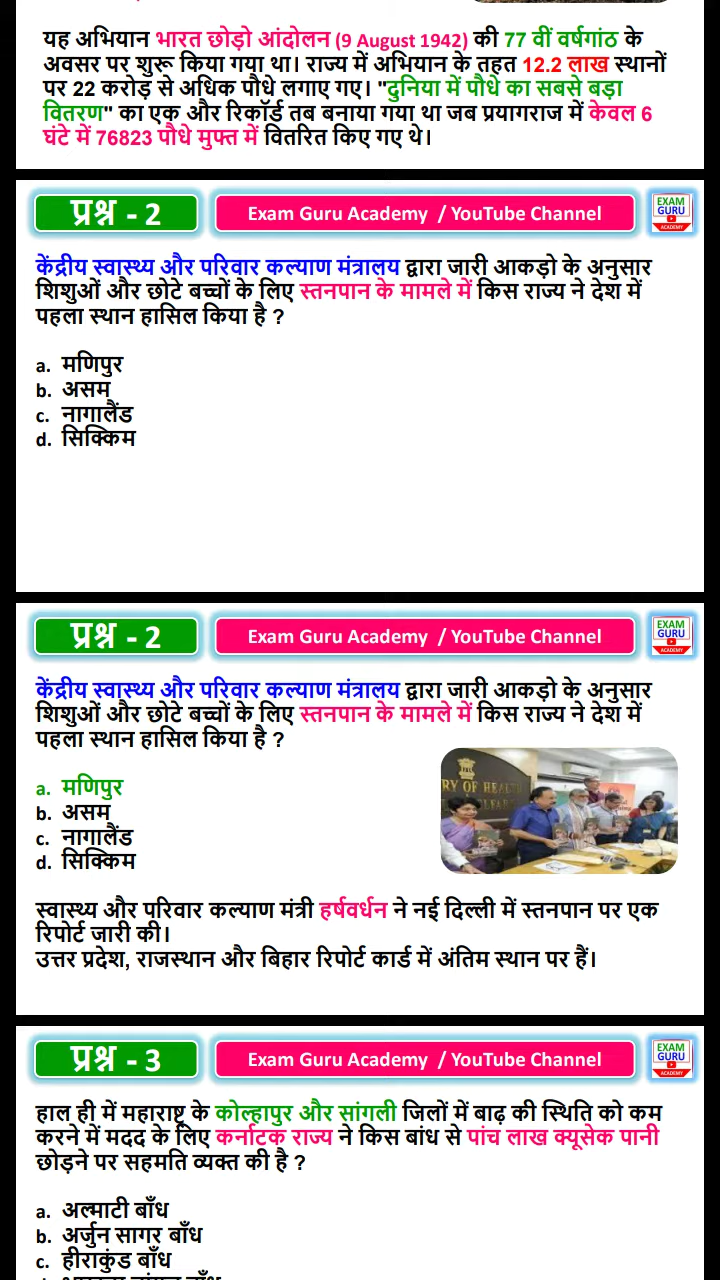 यह अभियान भारत छोड़ो आंदोलन (9 August 1942) की 77 वीं वर्षगांठ के
अवसर पर शुरू किया गया था। राज्य में अभियान के तहत 12.2 लाख स्थानों
पर 22 करोड़ से अधिक पौधे लगाए गए। "दुनिया में पौधे का सबसे बड़ा
वितरण" का एक और रिकॉर्ड तब बनाया गया था जब प्रयागराज में केवल 6
घंटे में 76823 पौधे मुफ्त में वितरित किए गए थे।
प्रश्न - 2
Exam Guru Academy / YouTube Channel
EXAM
GURU
ACADEMY
केंद्रीय स्वास्थ्य और परिवार कल्याण मंत्रालय द्वारा जारी आकड़ो के अनुसार
शिशुओं और छोटे बच्चों के लिए स्तनपान के मामले में किस राज्य ने देश में
पहला स्थान हासिल किया है ?
a. मणिपुर
b. असम
c. नागालैंड
d. सिक्किम
प्रश्न - 2
Exam Guru Academy / YouTube Channel
EXAM
GURU
ACADEMY
केंद्रीय स्वास्थ्य और परिवार कल्याण मंत्रालय द्वारा जारी आकड़ो के अनुसार
शिशुओं और छोटे बच्चों के लिए स्तनपान के मामले में किस राज्य ने देश में
पहला स्थान हासिल किया है ?
a. मणिपुर
b. असम
c. नागालैंड
d. सिक्किम
RY OF HEALT
स्वास्थ्य और परिवार कल्याण मंत्री हर्षवर्धन ने नई दिल्ली में स्तनपान पर एक
रिपोर्ट जारी की।
उत्तर प्रदेश, राजस्थान और बिहार रिपोर्ट कार्ड में अंतिम स्थान पर हैं।
प्रश्न - 3
Exam Guru Academy / YouTube Channel
EXAM
GURU
ACADEMY
हाल ही में महाराष्ट्र के कोल्हापुर और सांगली जिलों में बाढ़ की स्थिति को कम
करने में मदद के लिए कर्नाटक राज्य ने किस बांध से पांच लाख क्यूसेक पानी
छोड़ने पर सहमति व्यक्त की है ?
a. अल्माटी बाँध
b. अर्जुन सागर बाँध
c. हीराकुंड बाँध